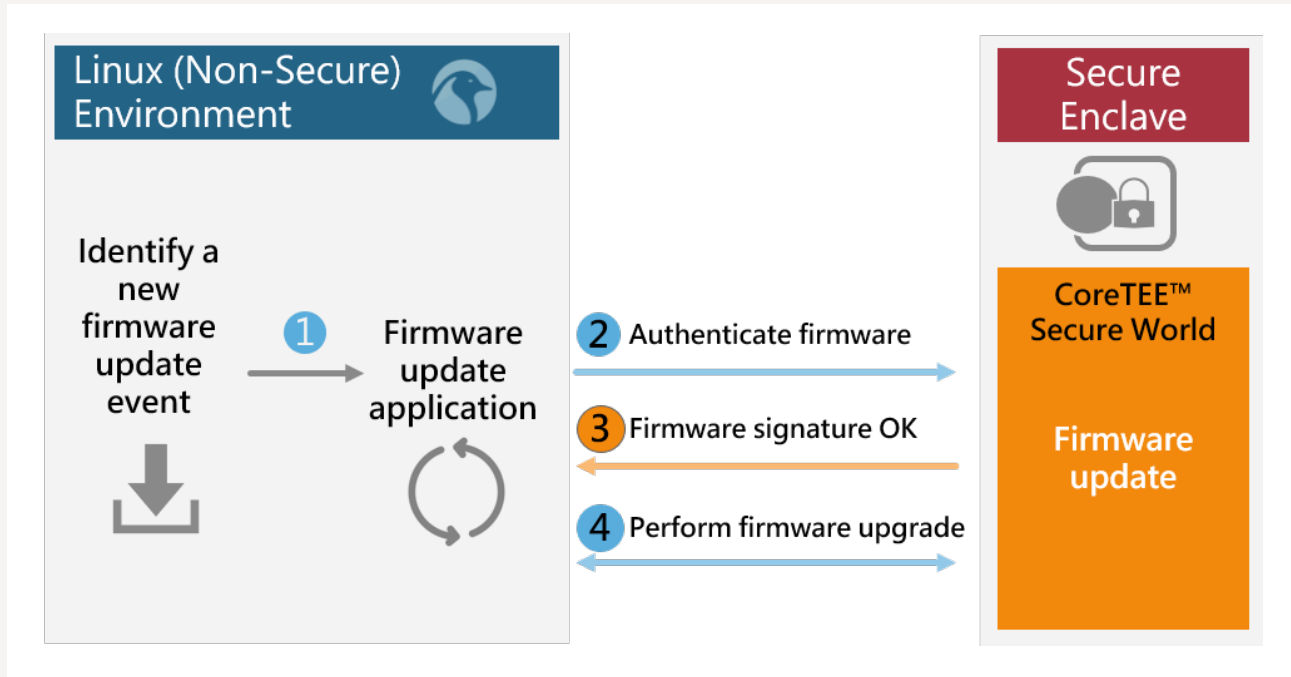 Linux (Non-Secure)
Environment
Secure
Enclave
Identify a
new
firmware
update
event
1
Firmware
update
application
2 Authenticate firmware
3 Firmware signature OK
4 Perform firmware upgrade
CoreTEE™
Secure World
Firmware
update